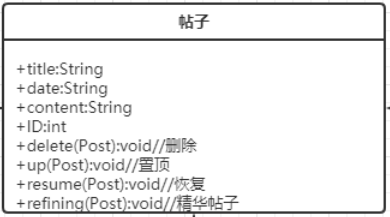 帖子
+title:String
+date:String
+content:String
+ID:int
+delete(Post):void//删除
+up(Post):void//置顶
+resume(Post):void//恢复
+refining(Post):void//精华帖子